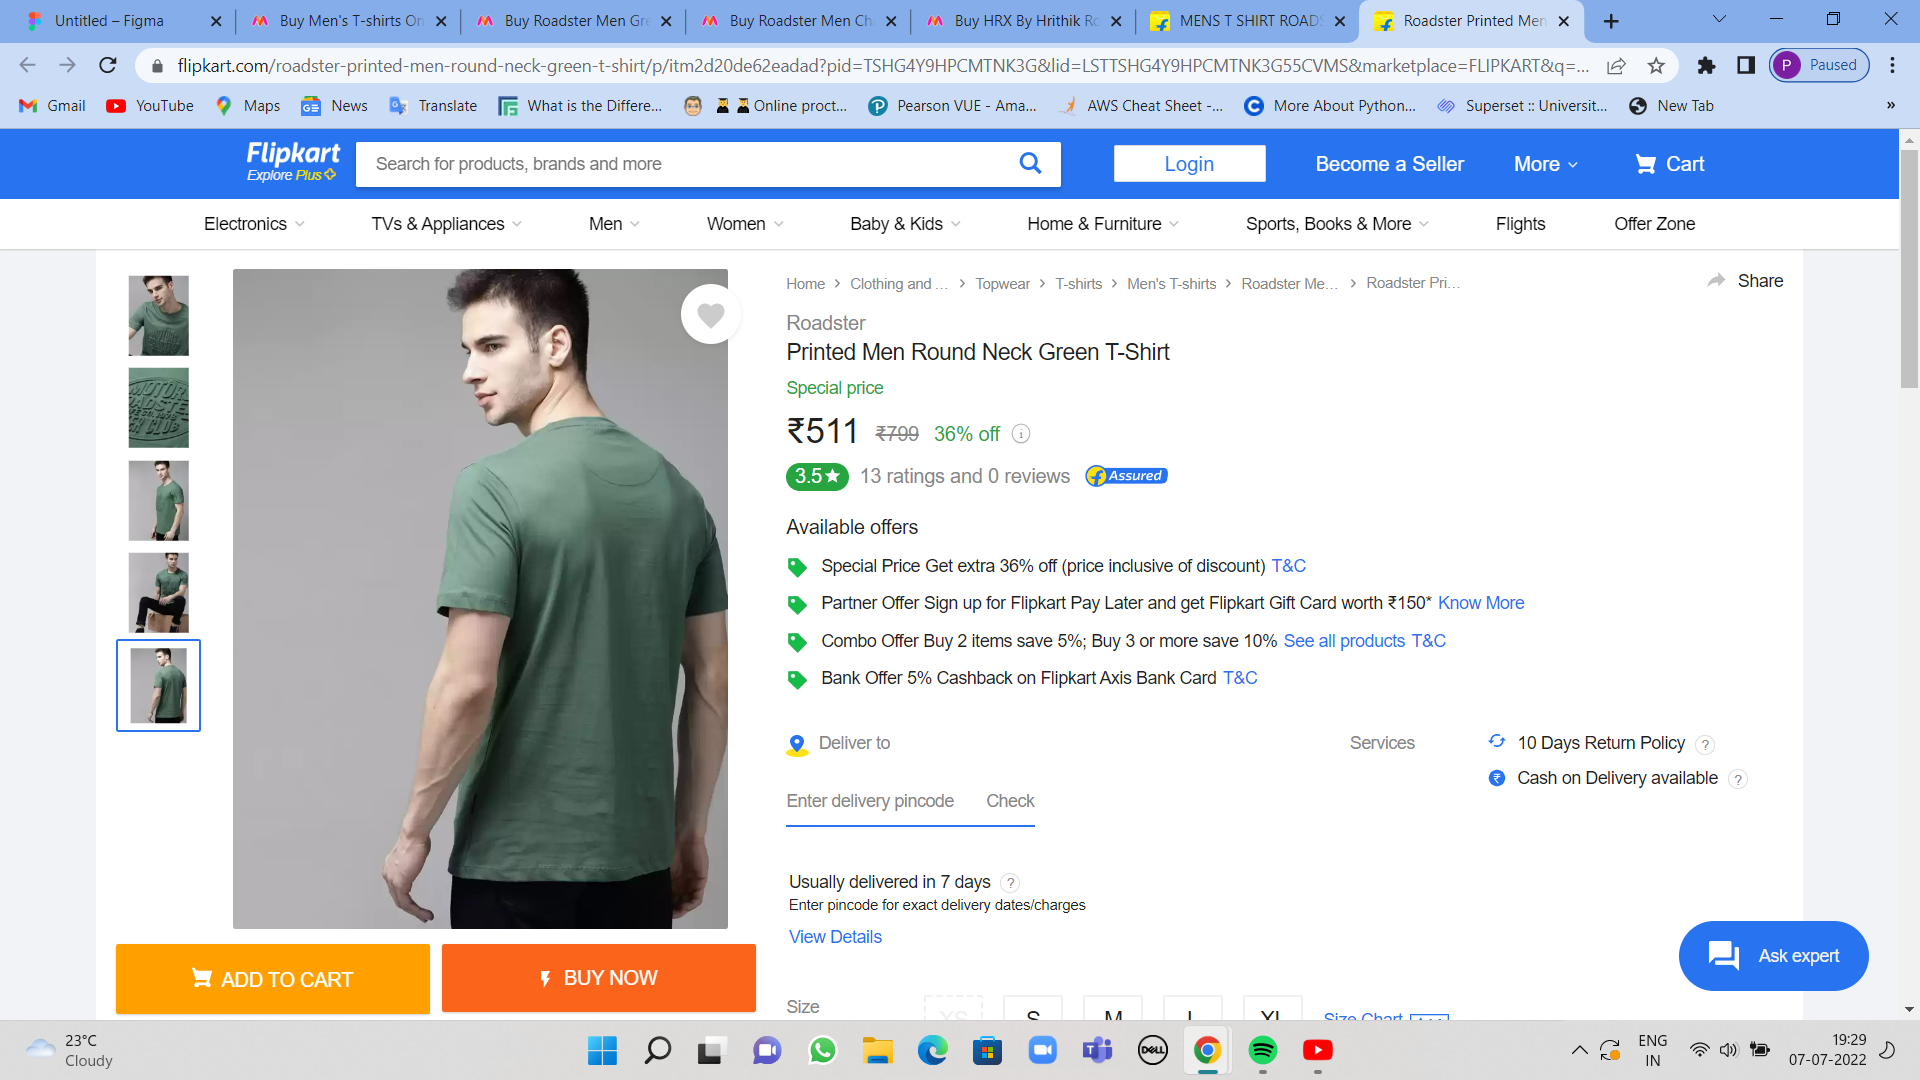 Untitled – Figma
Buy Men's T-shirts On
Buy Roadster Men Gre
Buy Roadster Men Ch
Buy HRX By Hrithik Ro
MENS T SHIRT ROADS
Roadster Printed Men
flipkart.com/roadster-printed-men-round-neck-green-t-shirt/p/itm2d20de62eadad?pid=TSHG4Y9HPCMTNK3G&lid=LSTTSHG4Y9HPCMTNK3G55CVMS&marketplace=FLIPKART&q=...
P Paused
Gmail
YouTube
Maps
News
Translate
What is the Differe...
Online proct...
Pearson VUE - Ama...
AWS Cheat Sheet -...
More About Python...
Superset :: Universit...
New Tab
»
Flipkart
Explore Plus
Search for products, brands and more
Login
Become a Seller
More
Cart
Electronics
TVs & Appliances
Men
Women
Baby & Kids
Home & Furniture
Sports, Books & More
Flights
Offer Zone
Home > Clothing and ... > Topwear > T-shirts > Men's T-shirts > Roadster Me... > Roadster Pri...
Share
Roadster
Printed Men Round Neck Green T-Shirt
Special price
₹511 ₹799 36% off
3.5★ 13 ratings and 0 reviews Assured
Available offers
Special Price Get extra 36% off (price inclusive of discount) T&C
Partner Offer Sign up for Flipkart Pay Later and get Flipkart Gift Card worth ₹150* Know More
Combo Offer Buy 2 items save 5%; Buy 3 or more save 10% See all products T&C
Bank Offer 5% Cashback on Flipkart Axis Bank Card T&C
Deliver to
Enter delivery pincode
Check
Services
10 Days Return Policy ?
Cash on Delivery available ?
Usually delivered in 7 days ?
Enter pincode for exact delivery dates/charges
View Details
ADD TO CART
BUY NOW
Ask expert
Size
XS
S
M
L
XL
Size Chart
23°C
Cloudy
DELL
ENG
IN
19:29
07-07-2022